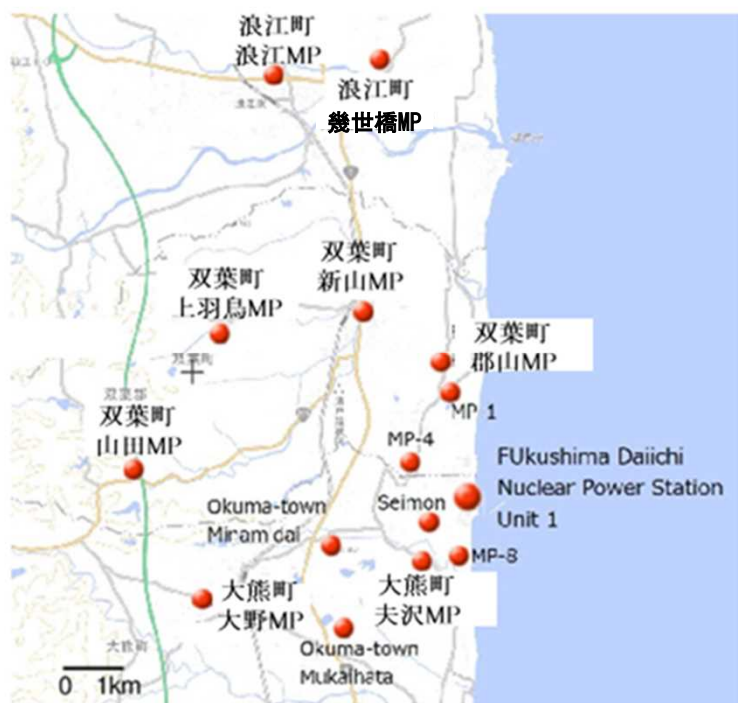 浪江町
浪江MP
浪江町
幾世橋MP
双葉町
新山MP
双葉町
上羽鳥MP
双葉町
郡山MP
双葉町
MP 1
双葉町
山田MP
MP-4
FUkushima Daiichi
Nuclear Power Station
Unit 1
Okuma-town
Minam dai
Seimon
MP-8
大熊町
大野MP
大熊町
夫沢MP
Okuma-town
Mukaihata
0 1km